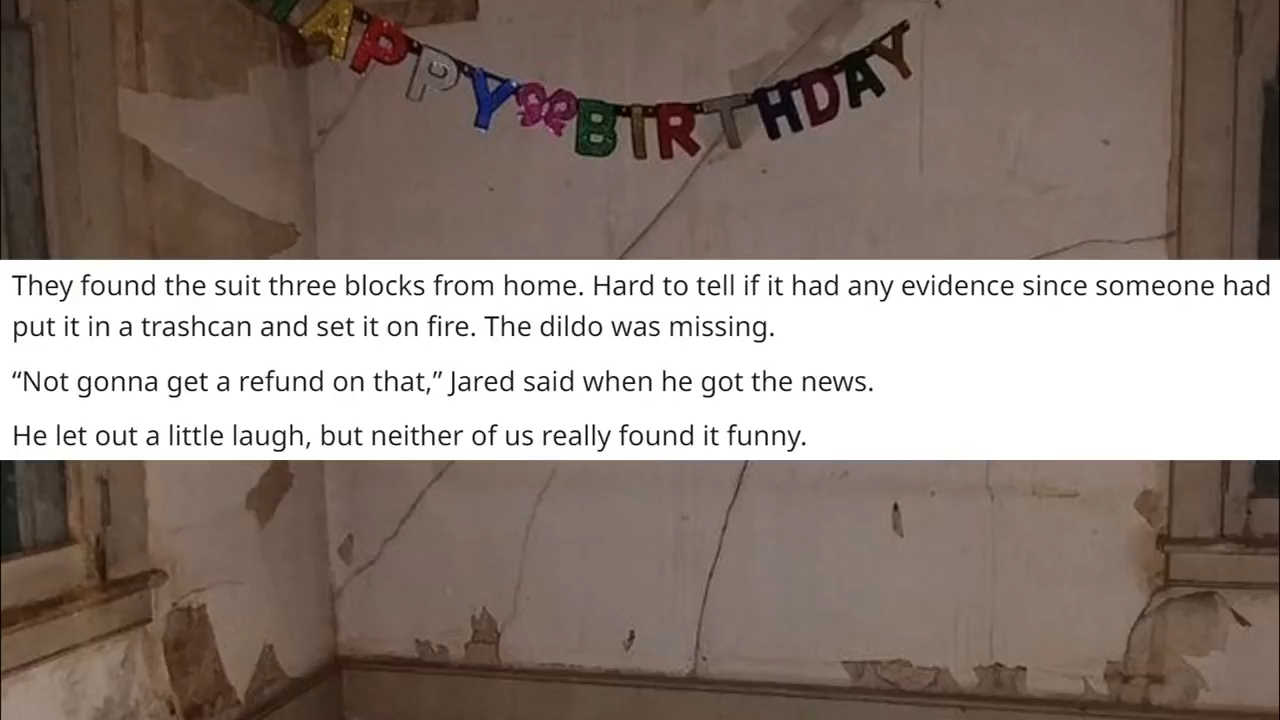 HAPPY BIRTHDAY
They found the suit three blocks from home. Hard to tell if it had any evidence since someone had
put it in a trashcan and set it on fire. The dildo was missing.
“Not gonna get a refund on that,” Jared said when he got the news.
He let out a little laugh, but neither of us really found it funny.